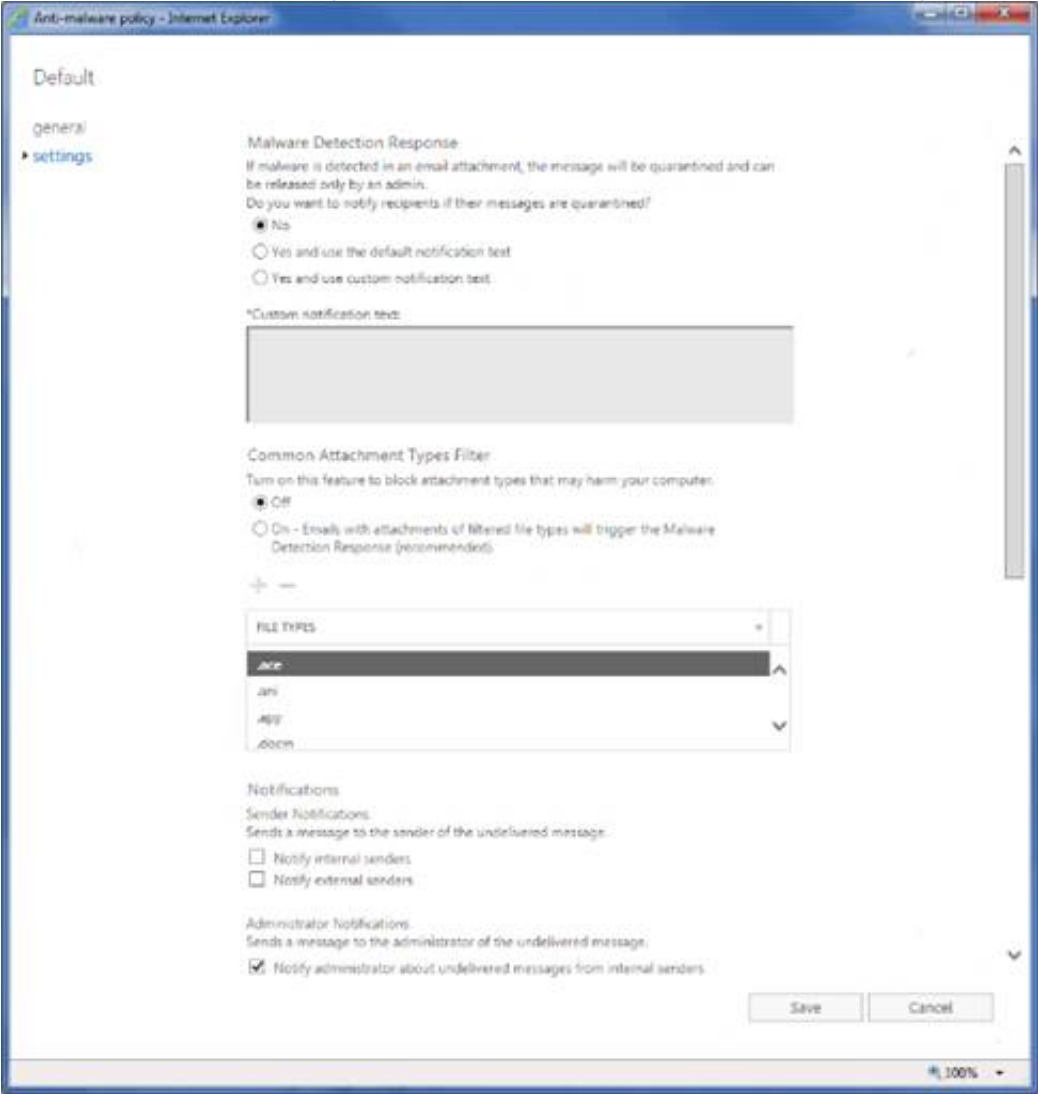 Anti-malware policy - Internet Explorer
Default
general
settings
Malware Detection Response
If malware is detected in an email attachment, the message will be quarantined and can
be released only by an admin.
Do you want to notify recipients if their messages are quarantined?
No
Yes and use the default notification text
Yes and use custom notification text
*Custom notification text:
Common Attachment Types Filter
Turn on this feature to block attachment types that may harm your computer.
Off
On - Emails with attachments of filtered file types will trigger the Malware
Detection Response (recommended).
FILE TYPES
.ace
.ani
.app
.docm
Notifications
Sender Notifications
Sends a message to the sender of the undelivered message.
Notify internal senders
Notify external senders
Administrator Notifications
Sends a message to the administrator of the undelivered message.
Notify administrator about undelivered messages from internal senders
Save
Cancel
100%